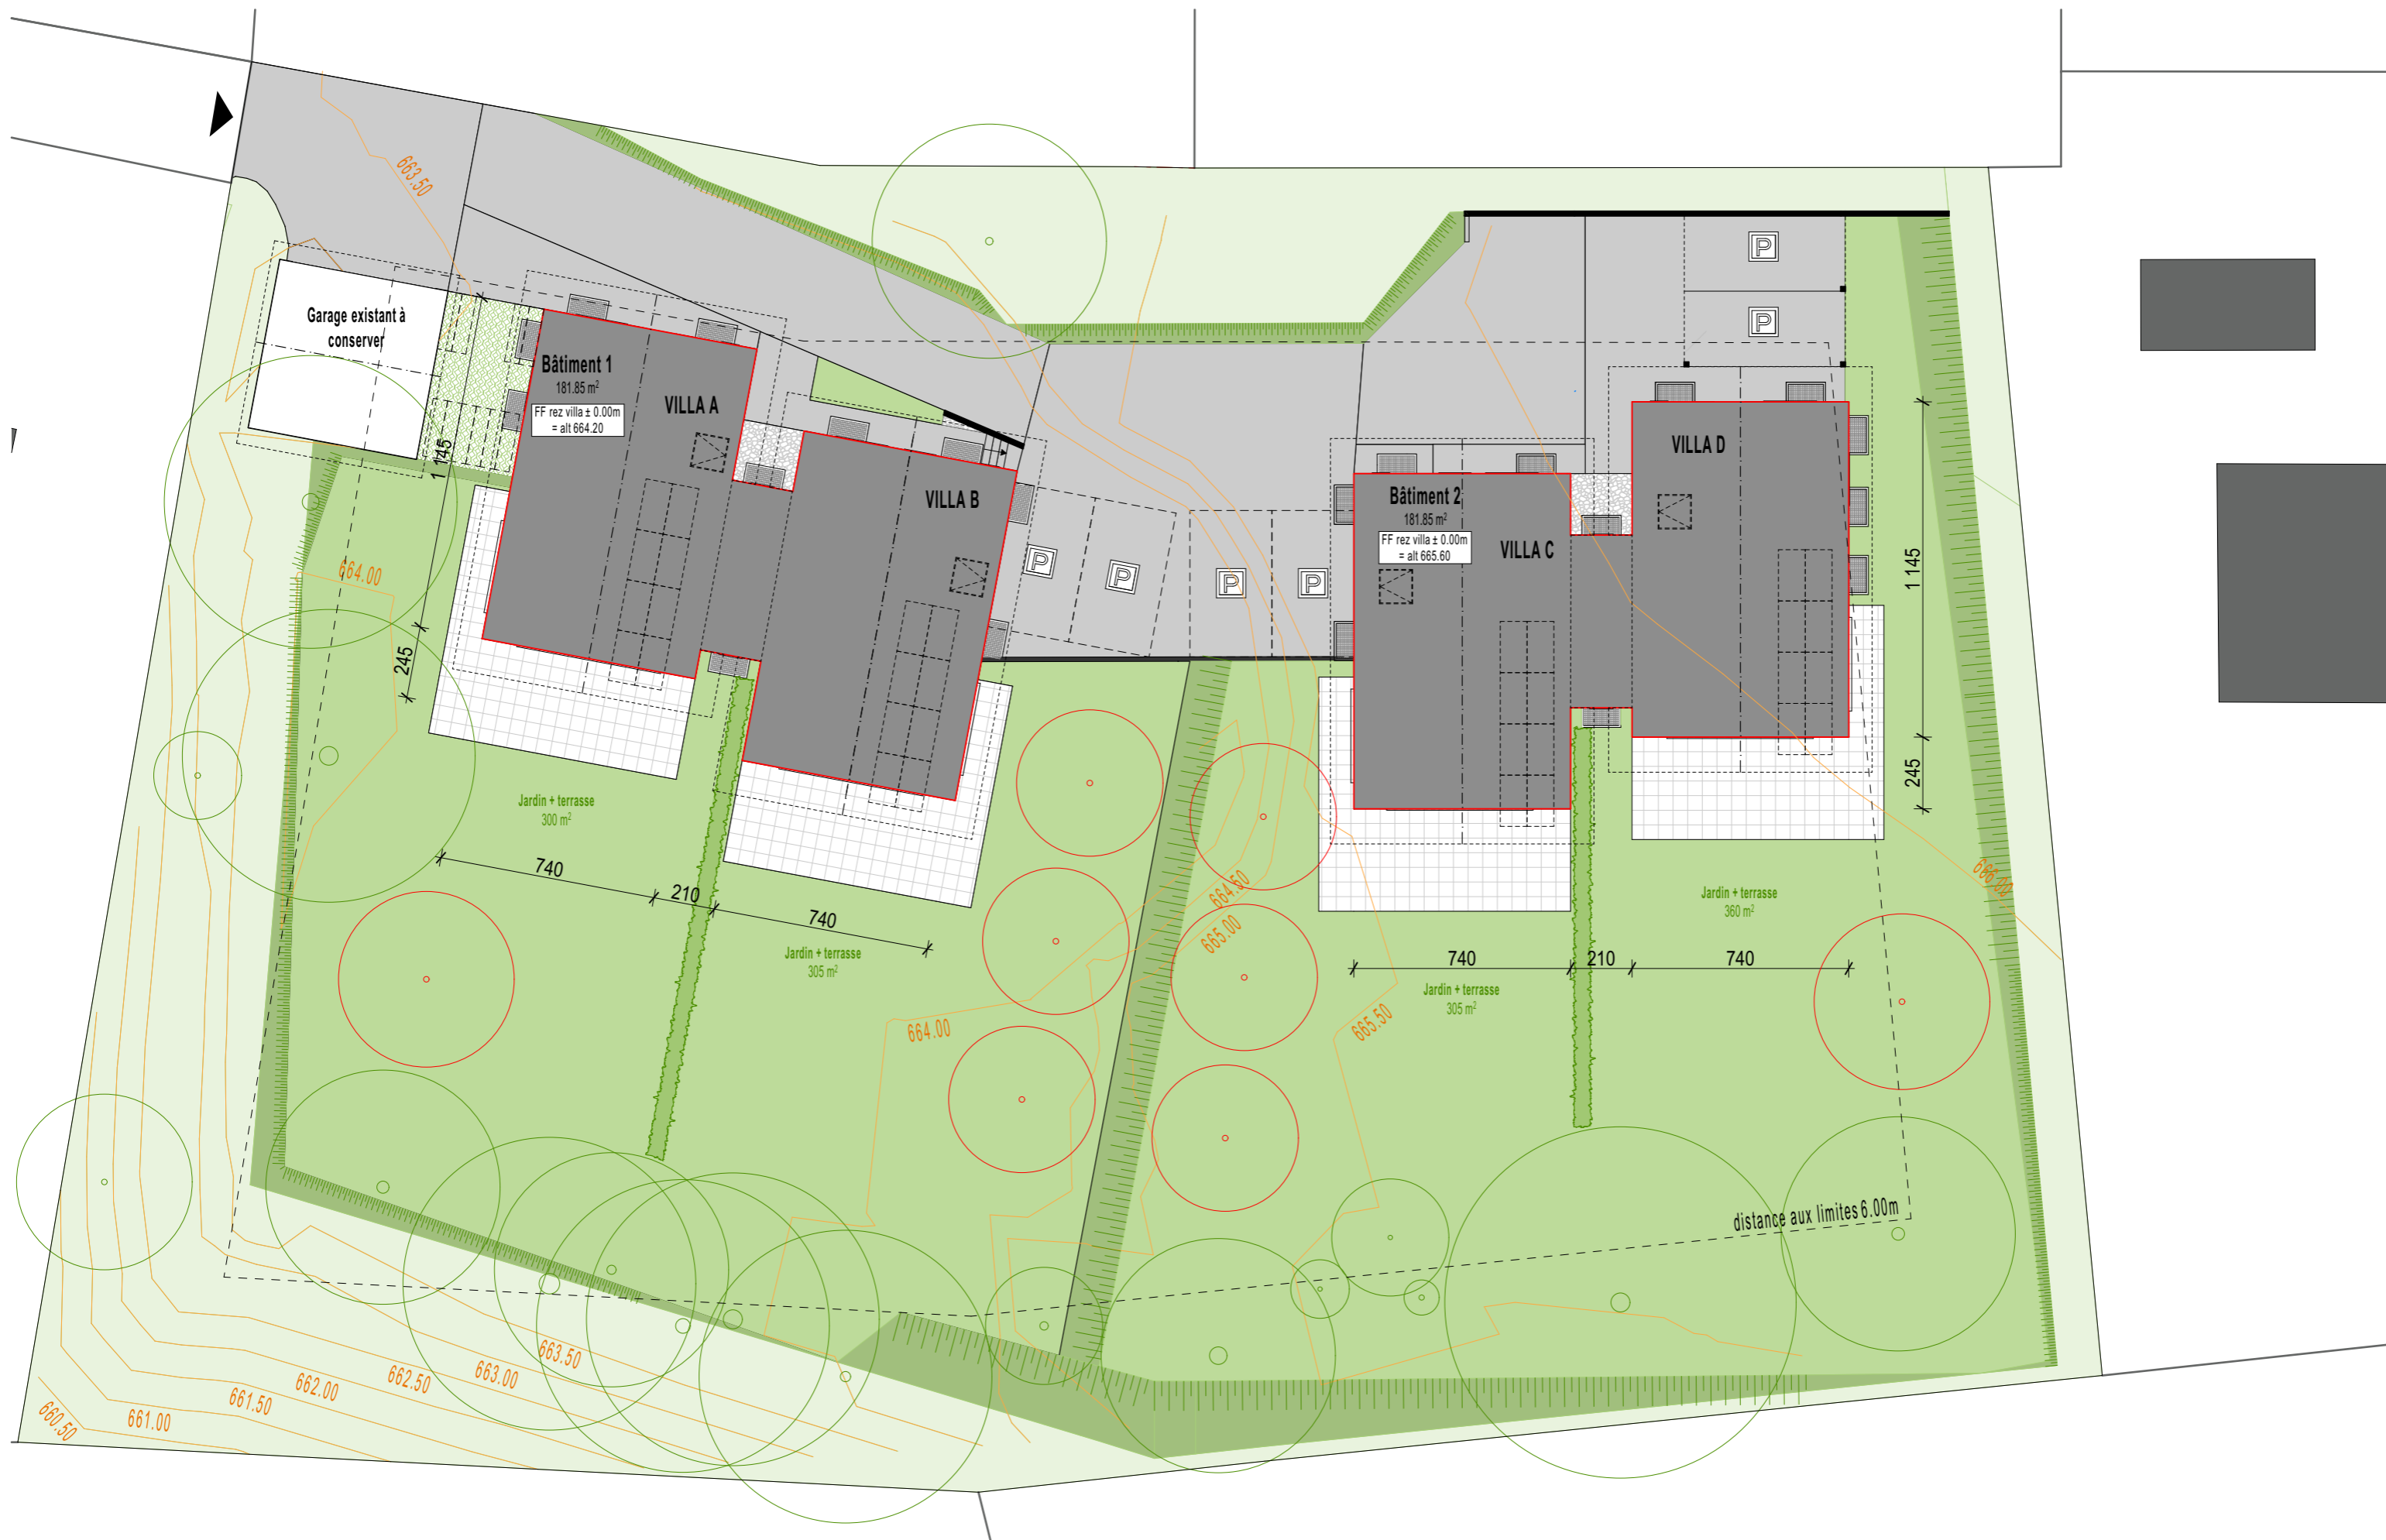 663.50
Garage existant à
conserver
Bâtiment 1
181.85 m²
FF rez villa ± 0.00m
= alt 664.20
VILLA A
VILLA B
1 145
245
664.00
P
P
P
P
P
P
Bâtiment 2
181.85 m²
FF rez villa ± 0.00m
= alt 665.60
VILLA C
VILLA D
1 145
245
Jardin + terrasse
300 m²
740
210
740
Jardin + terrasse
305 m²
664.50
665.00
664.00
665.50
666.00
Jardin + terrasse
360 m²
740
210
740
Jardin + terrasse
305 m²
distance aux limites 6.00m
663.50
663.00
662.50
662.00
661.50
661.00
660.50